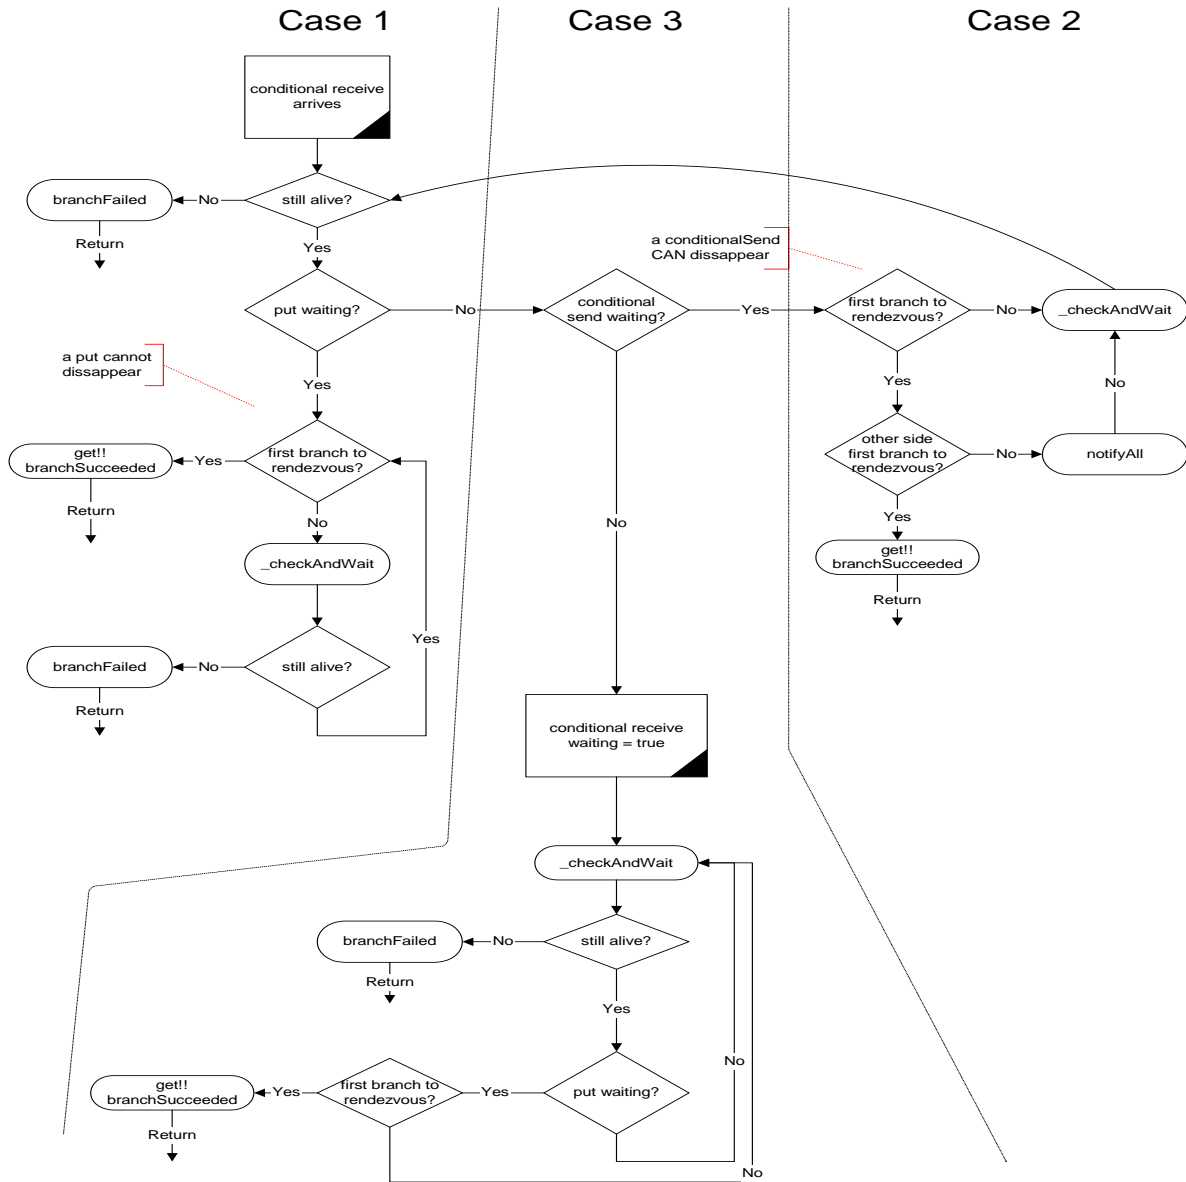 Case 1
Case 3
Case 2
conditional receive
arrives
still alive?
No
branchFailed
Return
Yes
put waiting?
No
a conditionalSend
CAN dissappear
conditional
send waiting?
Yes
first branch to
rendezvous?
No
_checkAndWait
a put cannot
dissappear
Yes
Yes
No
first branch to
rendezvous?
Yes
get!!
branchSucceeded
Return
other side
first branch to
rendezvous?
No
notifyAll
No
Yes
No
_checkAndWait
get!!
branchSucceeded
Return
Yes
still alive?
No
branchFailed
Return
conditional receive
waiting = true
_checkAndWait
still alive?
No
branchFailed
Return
Yes
No
put waiting?
Yes
first branch to
rendezvous?
Yes
get!!
branchSucceeded
Return
No